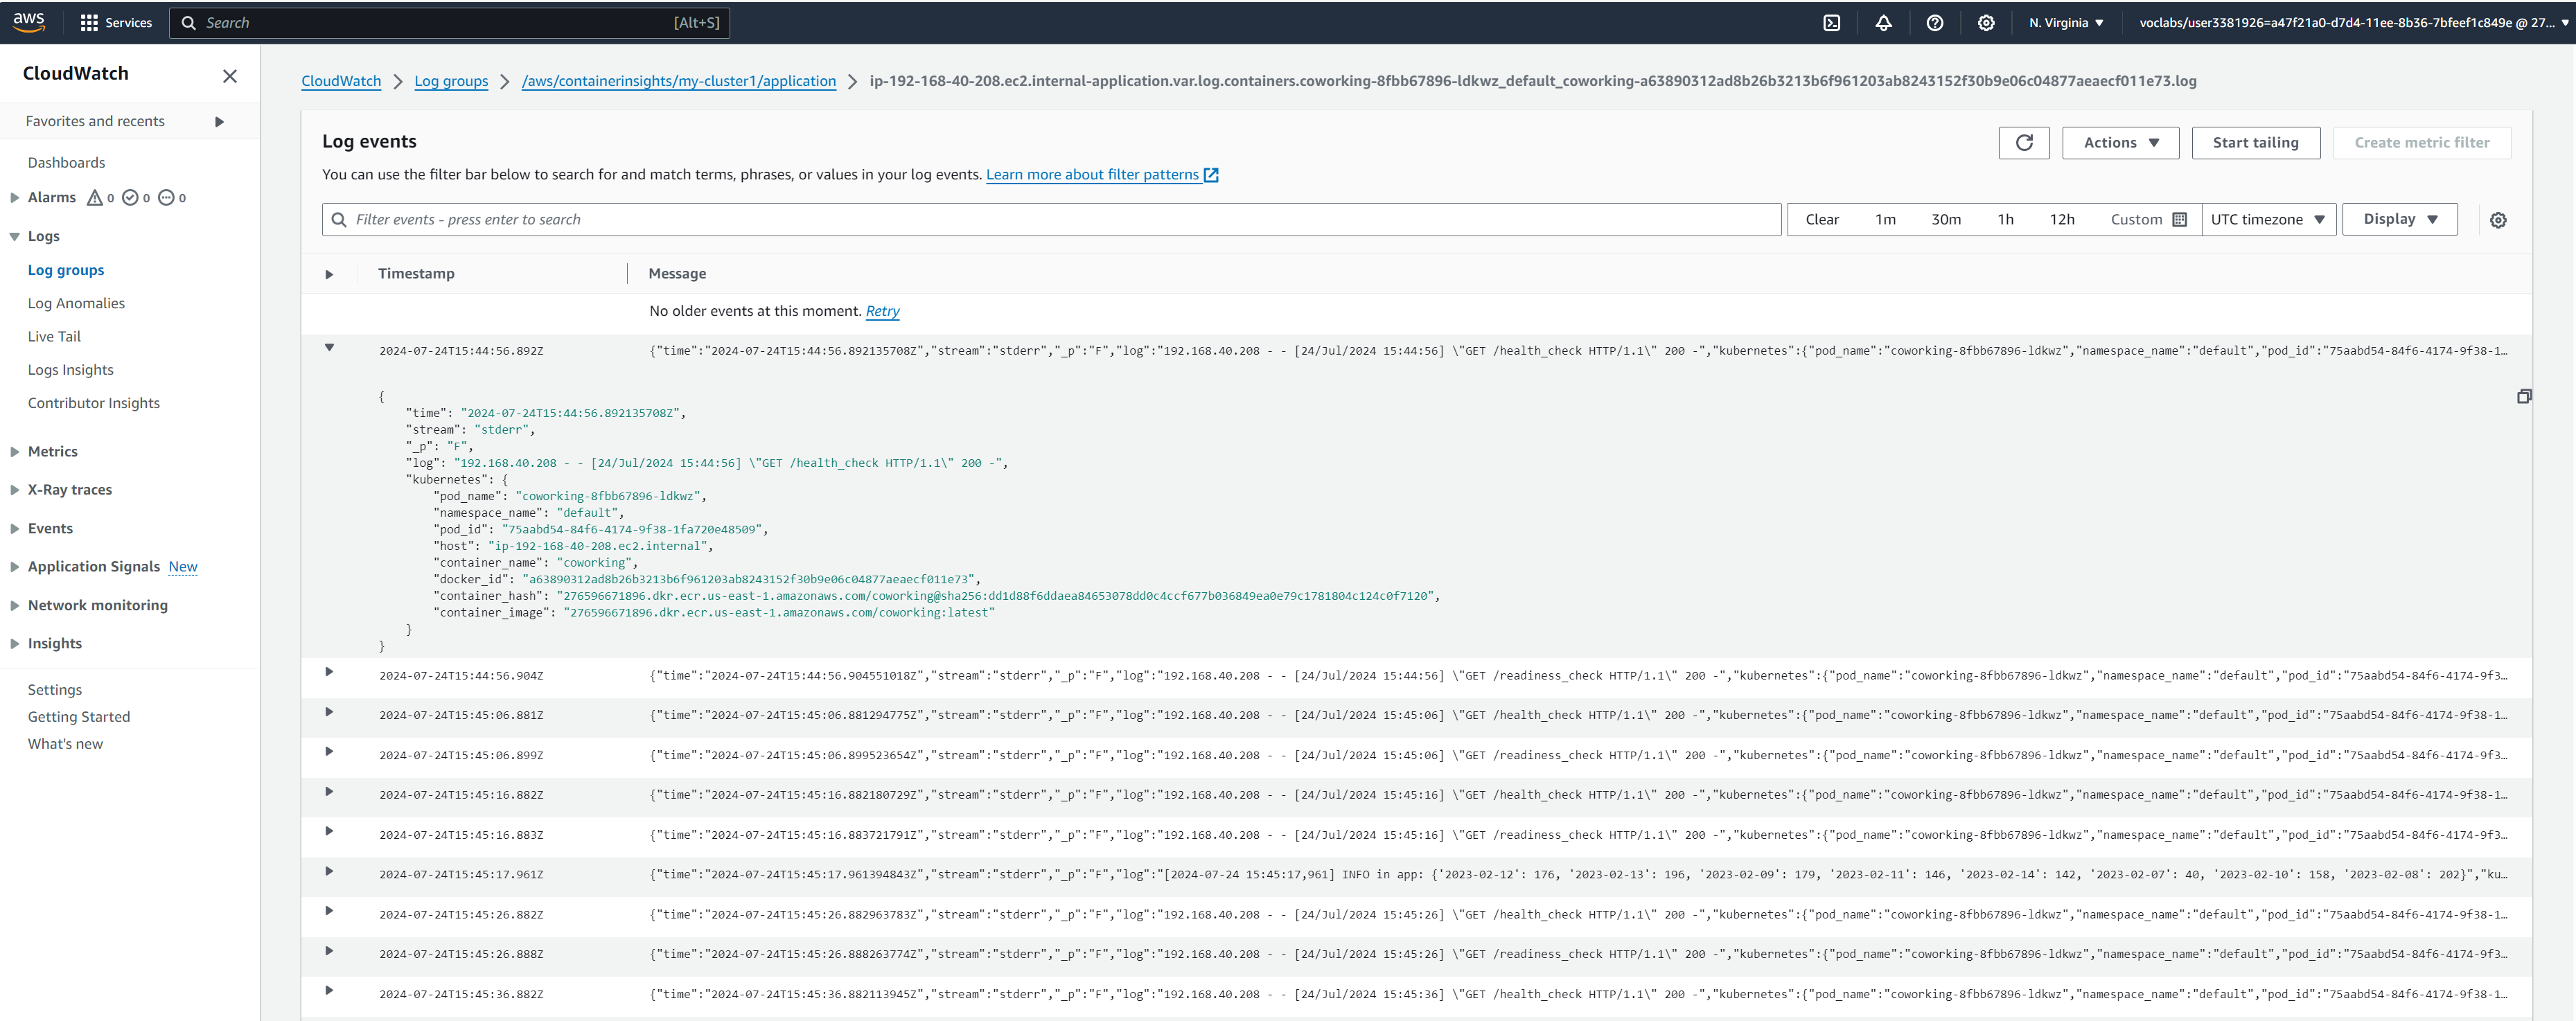 aws Services Search [Alt+S] N. Virginia voclabs/user3381926=a47f21a0-d7d4-11ee-8b36-7bfeef1c849e @ 27...
CloudWatch
Favorites and recents
Dashboards
Alarms 0 0 0
Logs
Log groups
Log Anomalies
Live Tail
Logs Insights
Contributor Insights
Metrics
X-Ray traces
Events
Application Signals New
Network monitoring
Insights
Settings
Getting Started
What's new
CloudWatch Log groups /aws/containerinsights/my-cluster1/application ip-192-168-40-208.ec2.internal-application.var.log.containers.coworking-8fbb67896-ldkwz_default_coworking-a63890312ad8b26b3213b6f961203ab8243152f30b9e06c04877aeaecf011e73.log
Log events
Actions Start tailing Create metric filter
You can use the filter bar below to search for and match terms, phrases, or values in your log events. Learn more about filter patterns
Filter events - press enter to search Clear 1m 30m 1h 12h Custom UTC timezone Display
Timestamp Message
No older events at this moment. Retry
2024-07-24T15:44:56.892Z {"time":"2024-07-24T15:44:56.892135708Z","stream":"stderr","_p":"F","log":"192.168.40.208 - - [24/Jul/2024 15:44:56] \"GET /health_check HTTP/1.1\" 200 -","kubernetes":{"pod_name":"coworking-8fbb67896-ldkwz","namespace_name":"default","pod_id":"75aabd54-84f6-4174-9f38-1...
{
"time": "2024-07-24T15:44:56.892135708Z",
"stream": "stderr",
"_p": "F",
"log": "192.168.40.208 - - [24/Jul/2024 15:44:56] \"GET /health_check HTTP/1.1\" 200 -",
"kubernetes": {
"pod_name": "coworking-8fbb67896-ldkwz",
"namespace_name": "default",
"pod_id": "75aabd54-84f6-4174-9f38-1fa720e48509",
"host": "ip-192-168-40-208.ec2.internal",
"container_name": "coworking",
"docker_id": "a63890312ad8b26b3213b6f961203ab8243152f30b9e06c04877aeaecf011e73",
"container_hash": "276596671896.dkr.ecr.us-east-1.amazonaws.com/coworking@sha256:dd1d88f6ddaea84653078dd0c4ccf677b036849ea0e79c1781804c124c0f7120",
"container_image": "276596671896.dkr.ecr.us-east-1.amazonaws.com/coworking:latest"
}
}
2024-07-24T15:44:56.904Z {"time":"2024-07-24T15:44:56.904551018Z","stream":"stderr","_p":"F","log":"192.168.40.208 - - [24/Jul/2024 15:44:56] \"GET /readiness_check HTTP/1.1\" 200 -","kubernetes":{"pod_name":"coworking-8fbb67896-ldkwz","namespace_name":"default","pod_id":"75aabd54-84f6-4174-9f3...
2024-07-24T15:45:06.881Z {"time":"2024-07-24T15:45:06.881294775Z","stream":"stderr","_p":"F","log":"192.168.40.208 - - [24/Jul/2024 15:45:06] \"GET /health_check HTTP/1.1\" 200 -","kubernetes":{"pod_name":"coworking-8fbb67896-ldkwz","namespace_name":"default","pod_id":"75aabd54-84f6-4174-9f38-1...
2024-07-24T15:45:06.899Z {"time":"2024-07-24T15:45:06.899523654Z","stream":"stderr","_p":"F","log":"192.168.40.208 - - [24/Jul/2024 15:45:06] \"GET /readiness_check HTTP/1.1\" 200 -","kubernetes":{"pod_name":"coworking-8fbb67896-ldkwz","namespace_name":"default","pod_id":"75aabd54-84f6-4174-9f3...
2024-07-24T15:45:16.882Z {"time":"2024-07-24T15:45:16.882180729Z","stream":"stderr","_p":"F","log":"192.168.40.208 - - [24/Jul/2024 15:45:16] \"GET /health_check HTTP/1.1\" 200 -","kubernetes":{"pod_name":"coworking-8fbb67896-ldkwz","namespace_name":"default","pod_id":"75aabd54-84f6-4174-9f38-1...
2024-07-24T15:45:16.883Z {"time":"2024-07-24T15:45:16.883721791Z","stream":"stderr","_p":"F","log":"192.168.40.208 - - [24/Jul/2024 15:45:16] \"GET /readiness_check HTTP/1.1\" 200 -","kubernetes":{"pod_name":"coworking-8fbb67896-ldkwz","namespace_name":"default","pod_id":"75aabd54-84f6-4174-9f3...
2024-07-24T15:45:17.961Z {"time":"2024-07-24T15:45:17.961394843Z","stream":"stderr","_p":"F","log":"[2024-07-24 15:45:17,961] INFO in app: {'2023-02-12': 176, '2023-02-13': 196, '2023-02-09': 179, '2023-02-11': 146, '2023-02-14': 142, '2023-02-07': 40, '2023-02-10': 158, '2023-02-08': 202}","ku...
2024-07-24T15:45:26.882Z {"time":"2024-07-24T15:45:26.882963783Z","stream":"stderr","_p":"F","log":"192.168.40.208 - - [24/Jul/2024 15:45:26] \"GET /health_check HTTP/1.1\" 200 -","kubernetes":{"pod_name":"coworking-8fbb67896-ldkwz","namespace_name":"default","pod_id":"75aabd54-84f6-4174-9f38-1...
2024-07-24T15:45:26.888Z {"time":"2024-07-24T15:45:26.888263774Z","stream":"stderr","_p":"F","log":"192.168.40.208 - - [24/Jul/2024 15:45:26] \"GET /readiness_check HTTP/1.1\" 200 -","kubernetes":{"pod_name":"coworking-8fbb67896-ldkwz","namespace_name":"default","pod_id":"75aabd54-84f6-4174-9f3...
2024-07-24T15:45:36.882Z {"time":"2024-07-24T15:45:36.882113945Z","stream":"stderr","_p":"F","log":"192.168.40.208 - - [24/Jul/2024 15:45:36] \"GET /health_check HTTP/1.1\" 200 -","kubernetes":{"pod_name":"coworking-8fbb67896-ldkwz","namespace_name":"default","pod_id":"75aabd54-84f6-4174-9f38-1...